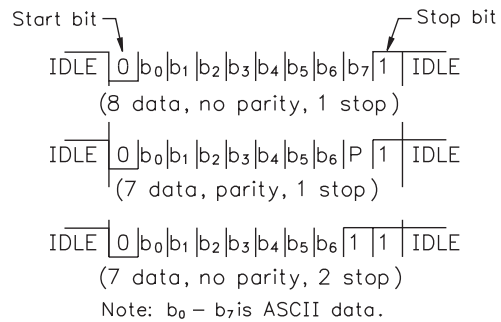 Start bit Stop bit
IDLE 0 b₀ b₁ b₂ b₃ b₄ b₅ b₆ b₇ 1 IDLE
(8 data, no parity, 1 stop)
IDLE 0 b₀ b₁ b₂ b₃ b₄ b₅ b₆ P 1 IDLE
(7 data, parity, 1 stop)
IDLE 0 b₀ b₁ b₂ b₃ b₄ b₅ b₆ 1 1 IDLE
(7 data, no parity, 2 stop)
Note: b₀ – b₇ is ASCII data.